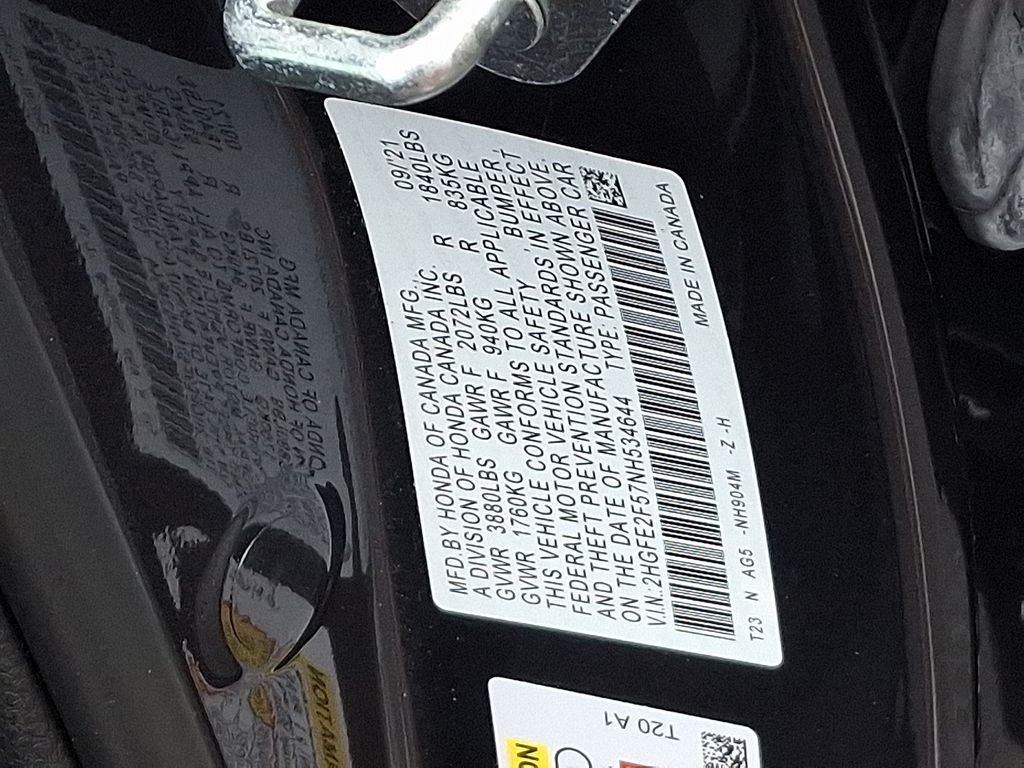 MFD.BY HONDA OF CANADA MFG., 09/'21
A DIVISION OF HONDA CANADA INC. 1840LBS
GVWR 3880LBS GAWR F 2072LBS R 835KG
GVWR 1760KG GAWR F 940KG R
THIS VEHICLE CONFORMS TO ALL APPLICABLE
FEDERAL MOTOR VEHICLE SAFETY, BUMPER,
AND THEFT PREVENTION STANDARDS IN EFFECT
ON THE DATE OF MANUFACTURE SHOWN ABOVE.
V.I.N.:2HGFE2F57NH534644 TYPE: PASSENGER CAR
T23 N AG5 -NH904M -Z -H MADE IN CANADA
T20 A1